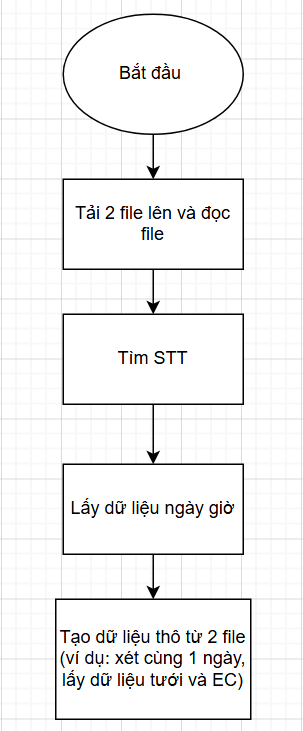 Bắt đầu
Tải 2 file lên và đọc
file
Tìm STT
Lấy dữ liệu ngày giờ
Tạo dữ liệu thô từ 2 file
(ví dụ: xét cùng 1 ngày,
lấy dữ liệu tưới và EC)